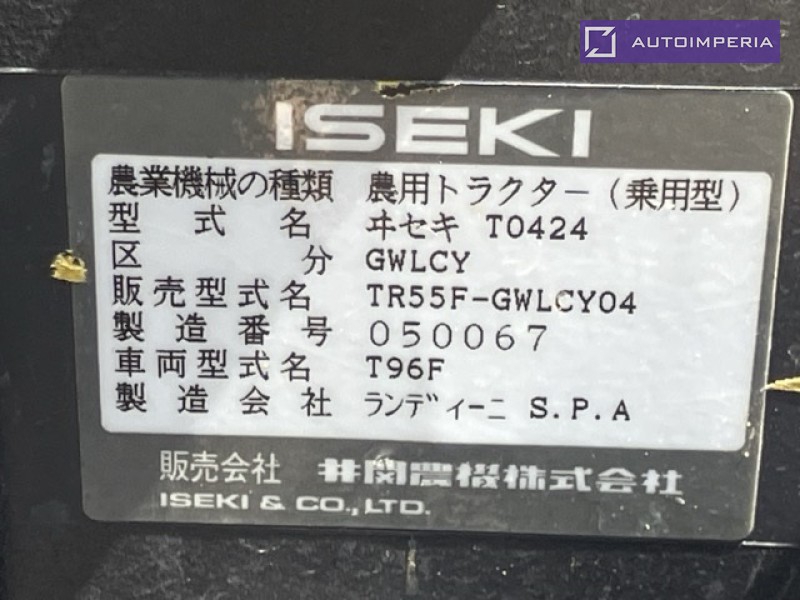 AUTOIMPERIA
ISEKI
農業機械の種類 農用トラクター(乗用型)
型式名 ヰセキ T0424
区分 GWLCY
販売型式名 TR55F-GWLCY04
製造番号 050067
車両型式名 T96F
製造会社 ランディーニ S.P.A
販売会社 井関農機株式会社
ISEKI & CO.,LTD.